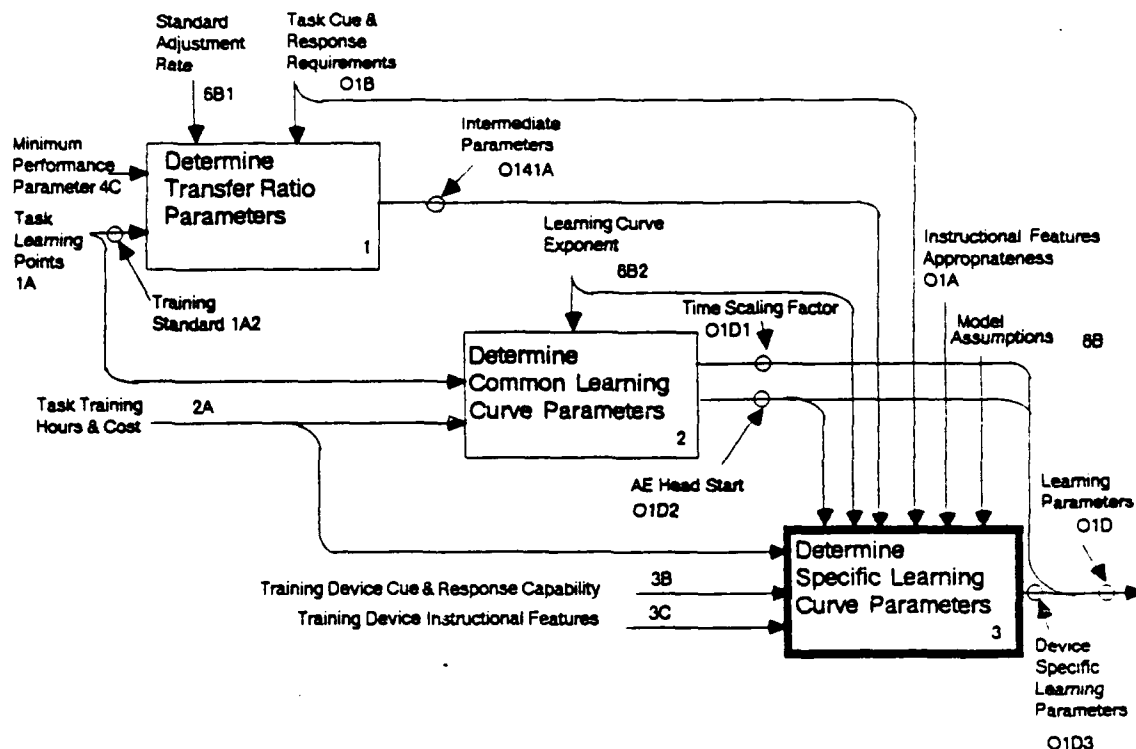 Standard
Adjustment
Rate
6B1
Task Cue &
Response
Requirements
O1B
Minimum
Performance
Parameter 4C
Task
Learning
Points
1A
Determine
Transfer Ratio
Parameters
1
Intermediate
Parameters
O141A
Training
Standard 1A2
Learning Curve
Exponent
8B2
Instructional Features
Appropnateness
O1A
Time Scaling Factor
O1D1
Model
Assumptions
8B
Determine
Common Learning
Curve Parameters
2
Task Training
Hours & Cost
2A
AE Head Start
O1D2
Learning
Parameters
O1D
Determine
Specific Learning
Curve Parameters
3
Training Device Cue & Response Capability
3B
Training Device Instructional Features
3C
Device
Specific
Learning
Parameters
O1D3